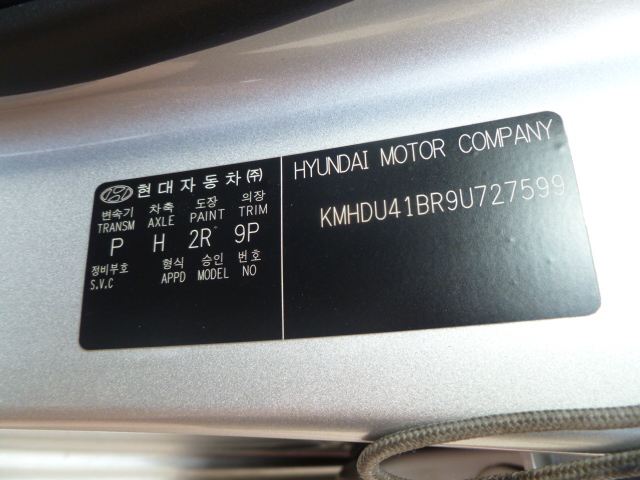 현대자동차㈜
변속기 차축 도장 의장
TRANSM AXLE PAINT TRIM
P H 2R 9P
정비부호 형식 승인 번호
S.V.C APPD MODEL NO
HYUNDAI MOTOR COMPANY
KMHDU41BR9U727599